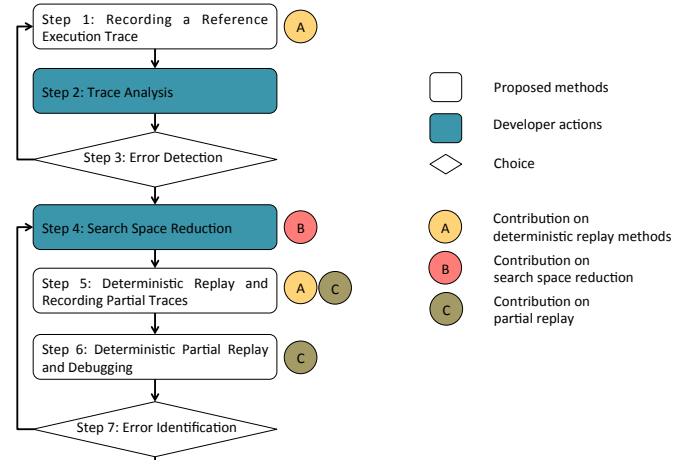 Step 1: Recording a Reference
Execution Trace
A
Step 2: Trace Analysis
Step 3: Error Detection
Step 4: Search Space Reduction
B
Step 5: Deterministic Replay and
Recording Partial Traces
A
C
Step 6: Deterministic Partial Replay
and Debugging
C
Step 7: Error Identification
Proposed methods
Developer actions
Choice
A
Contribution on
deterministic replay methods
B
Contribution on
search space reduction
C
Contribution on
partial replay